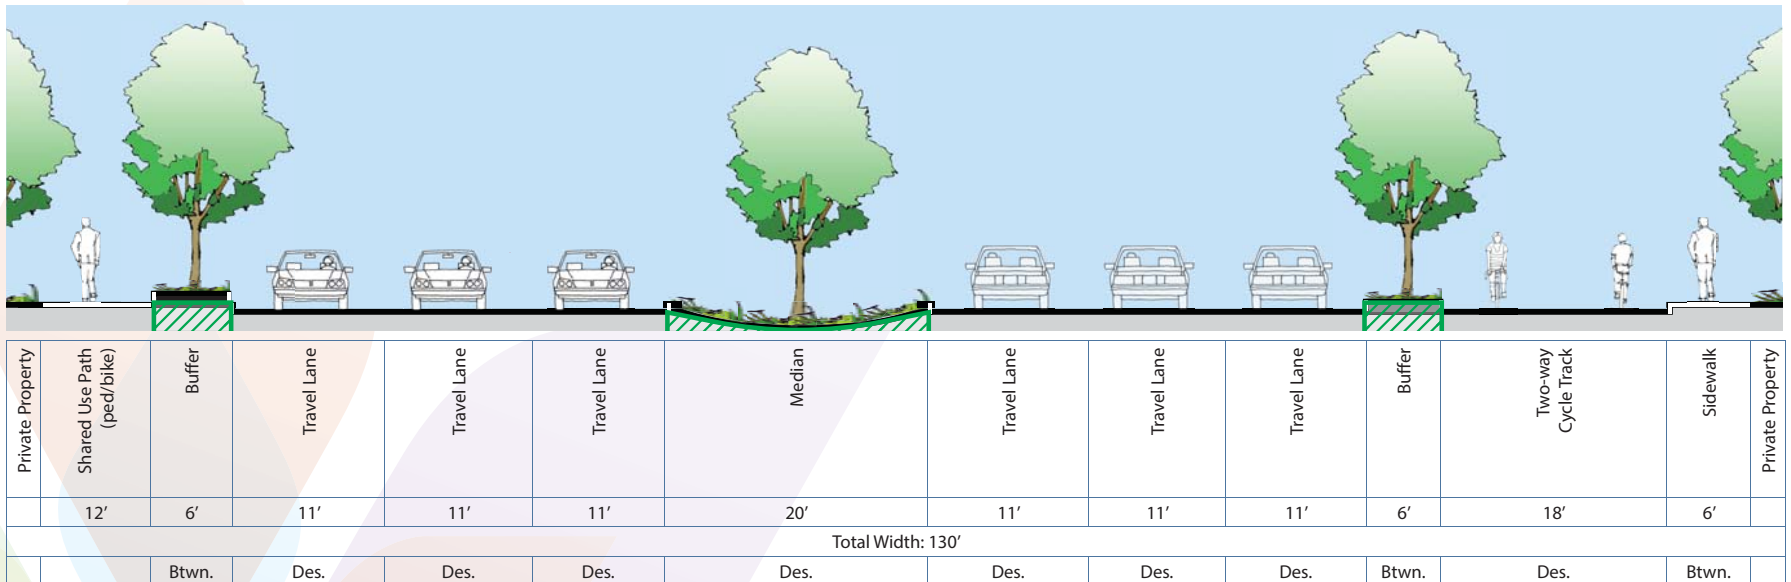 Private Property
Shared Use Path
(ped/bike)
Buffer
Travel Lane
Travel Lane
Travel Lane
Median
Travel Lane
Travel Lane
Travel Lane
Buffer
Two-way
Cycle Track
Sidewalk
Private Property
12′ 6′ 11′ 11′ 11′ 20′ 11′ 11′ 11′ 6′ 18′ 6′
Total Width: 130′
Btwn. Des. Des. Des. Des. Des. Des. Des. Btwn. Des. Btwn.